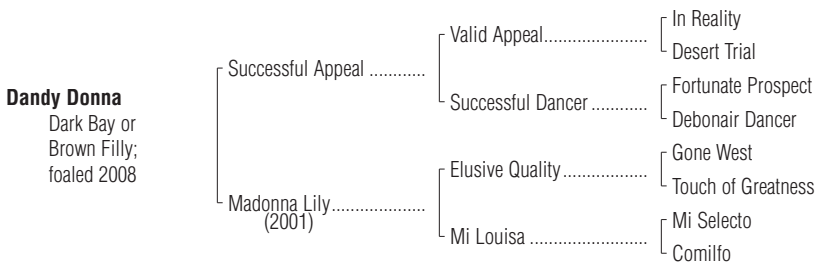 In Reality
Valid Appeal......................
Desert Trial
Successful Appeal ............
Fortunate Prospect
Successful Dancer ............
Debonair Dancer
Dandy Donna
Dark Bay or
Brown Filly;
foaled 2008
Gone West
Elusive Quality..................
Touch of Greatness
Madonna Lily....................
(2001)
Mi Selecto
Mi Louisa .........................
Comilfo